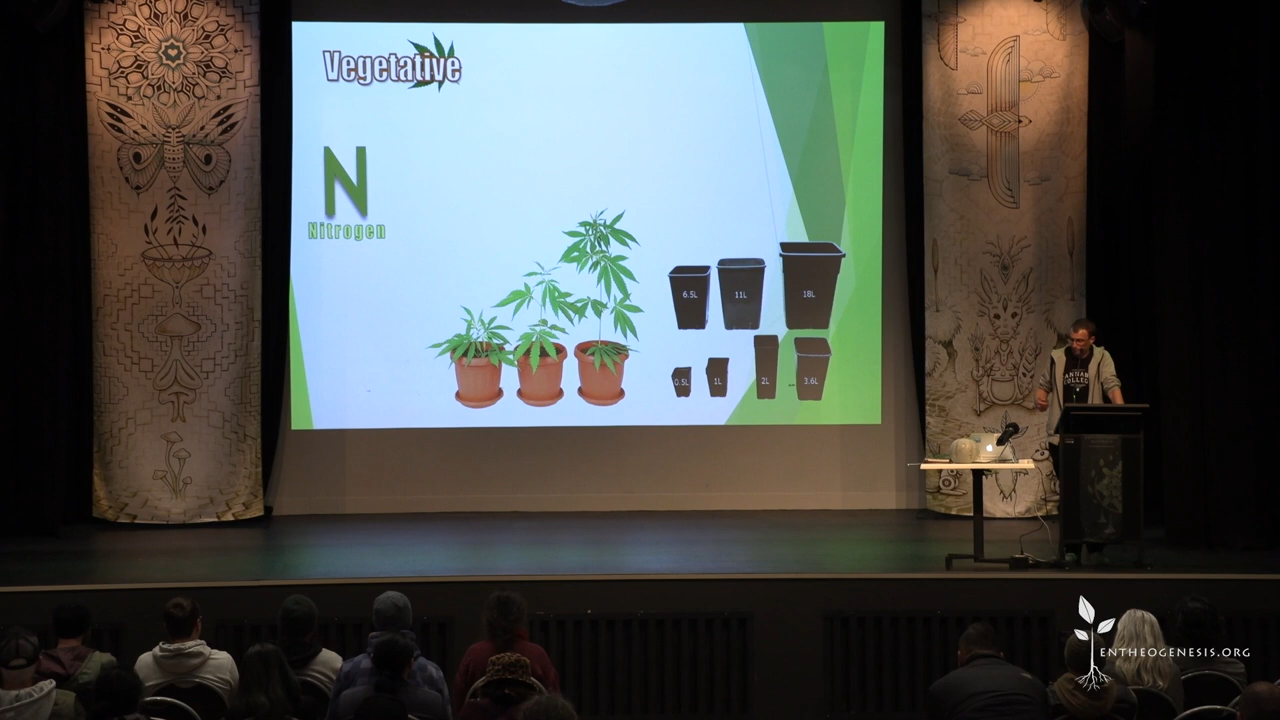 Vegetative
N
Nitrogen
6.5L
11L
18L
0.5L
1L
2L
3.6L
ENTHEOGENESIS.ORG